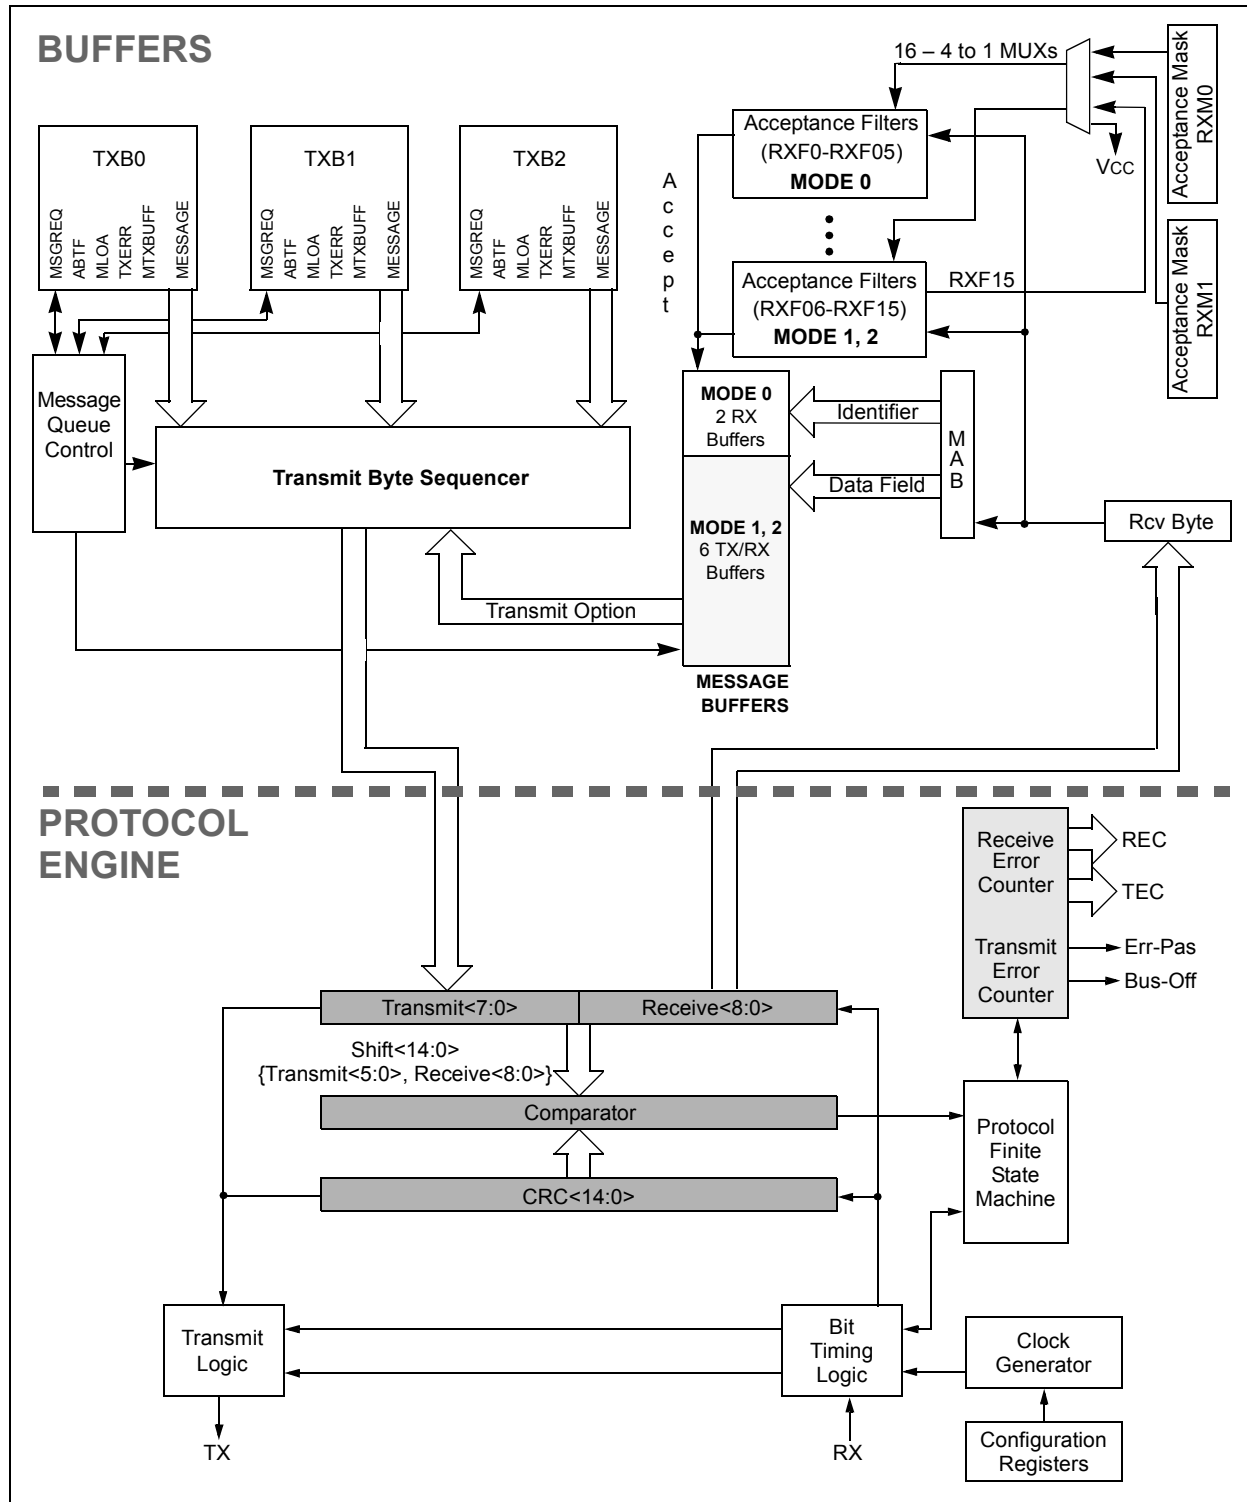 BUFFERS
16 – 4 to 1 MUXs
Acceptance Mask
RXM0
VCC
Acceptance Filters
(RXF0-RXF05)
MODE 0
TXB0
MSGREQ
ABTF
MLOA
TXERR
MTXBUFF
MESSAGE
TXB1
MSGREQ
ABTF
MLOA
TXERR
MTXBUFF
MESSAGE
TXB2
MSGREQ
ABTF
MLOA
TXERR
MTXBUFF
MESSAGE
Accept
Acceptance Filters
(RXF06-RXF15)
MODE 1, 2
RXF15
Acceptance Mask
RXM1
Message
Queue
Control
Transmit Byte Sequencer
MODE 0
2 RX
Buffers
Identifier
Data Field
MAB
MODE 1, 2
6 TX/RX
Buffers
Rcv Byte
Transmit Option
MESSAGE
BUFFERS
PROTOCOL
ENGINE
Receive
Error
Counter
REC
TEC
Transmit
Error
Counter
Err-Pas
Bus-Off
Transmit<7:0>
Receive<8:0>
Shift<14:0>
{Transmit<5:0>, Receive<8:0>}
Comparator
CRC<14:0>
Protocol
Finite
State
Machine
Transmit
Logic
Bit
Timing
Logic
Clock
Generator
TX
RX
Configuration
Registers